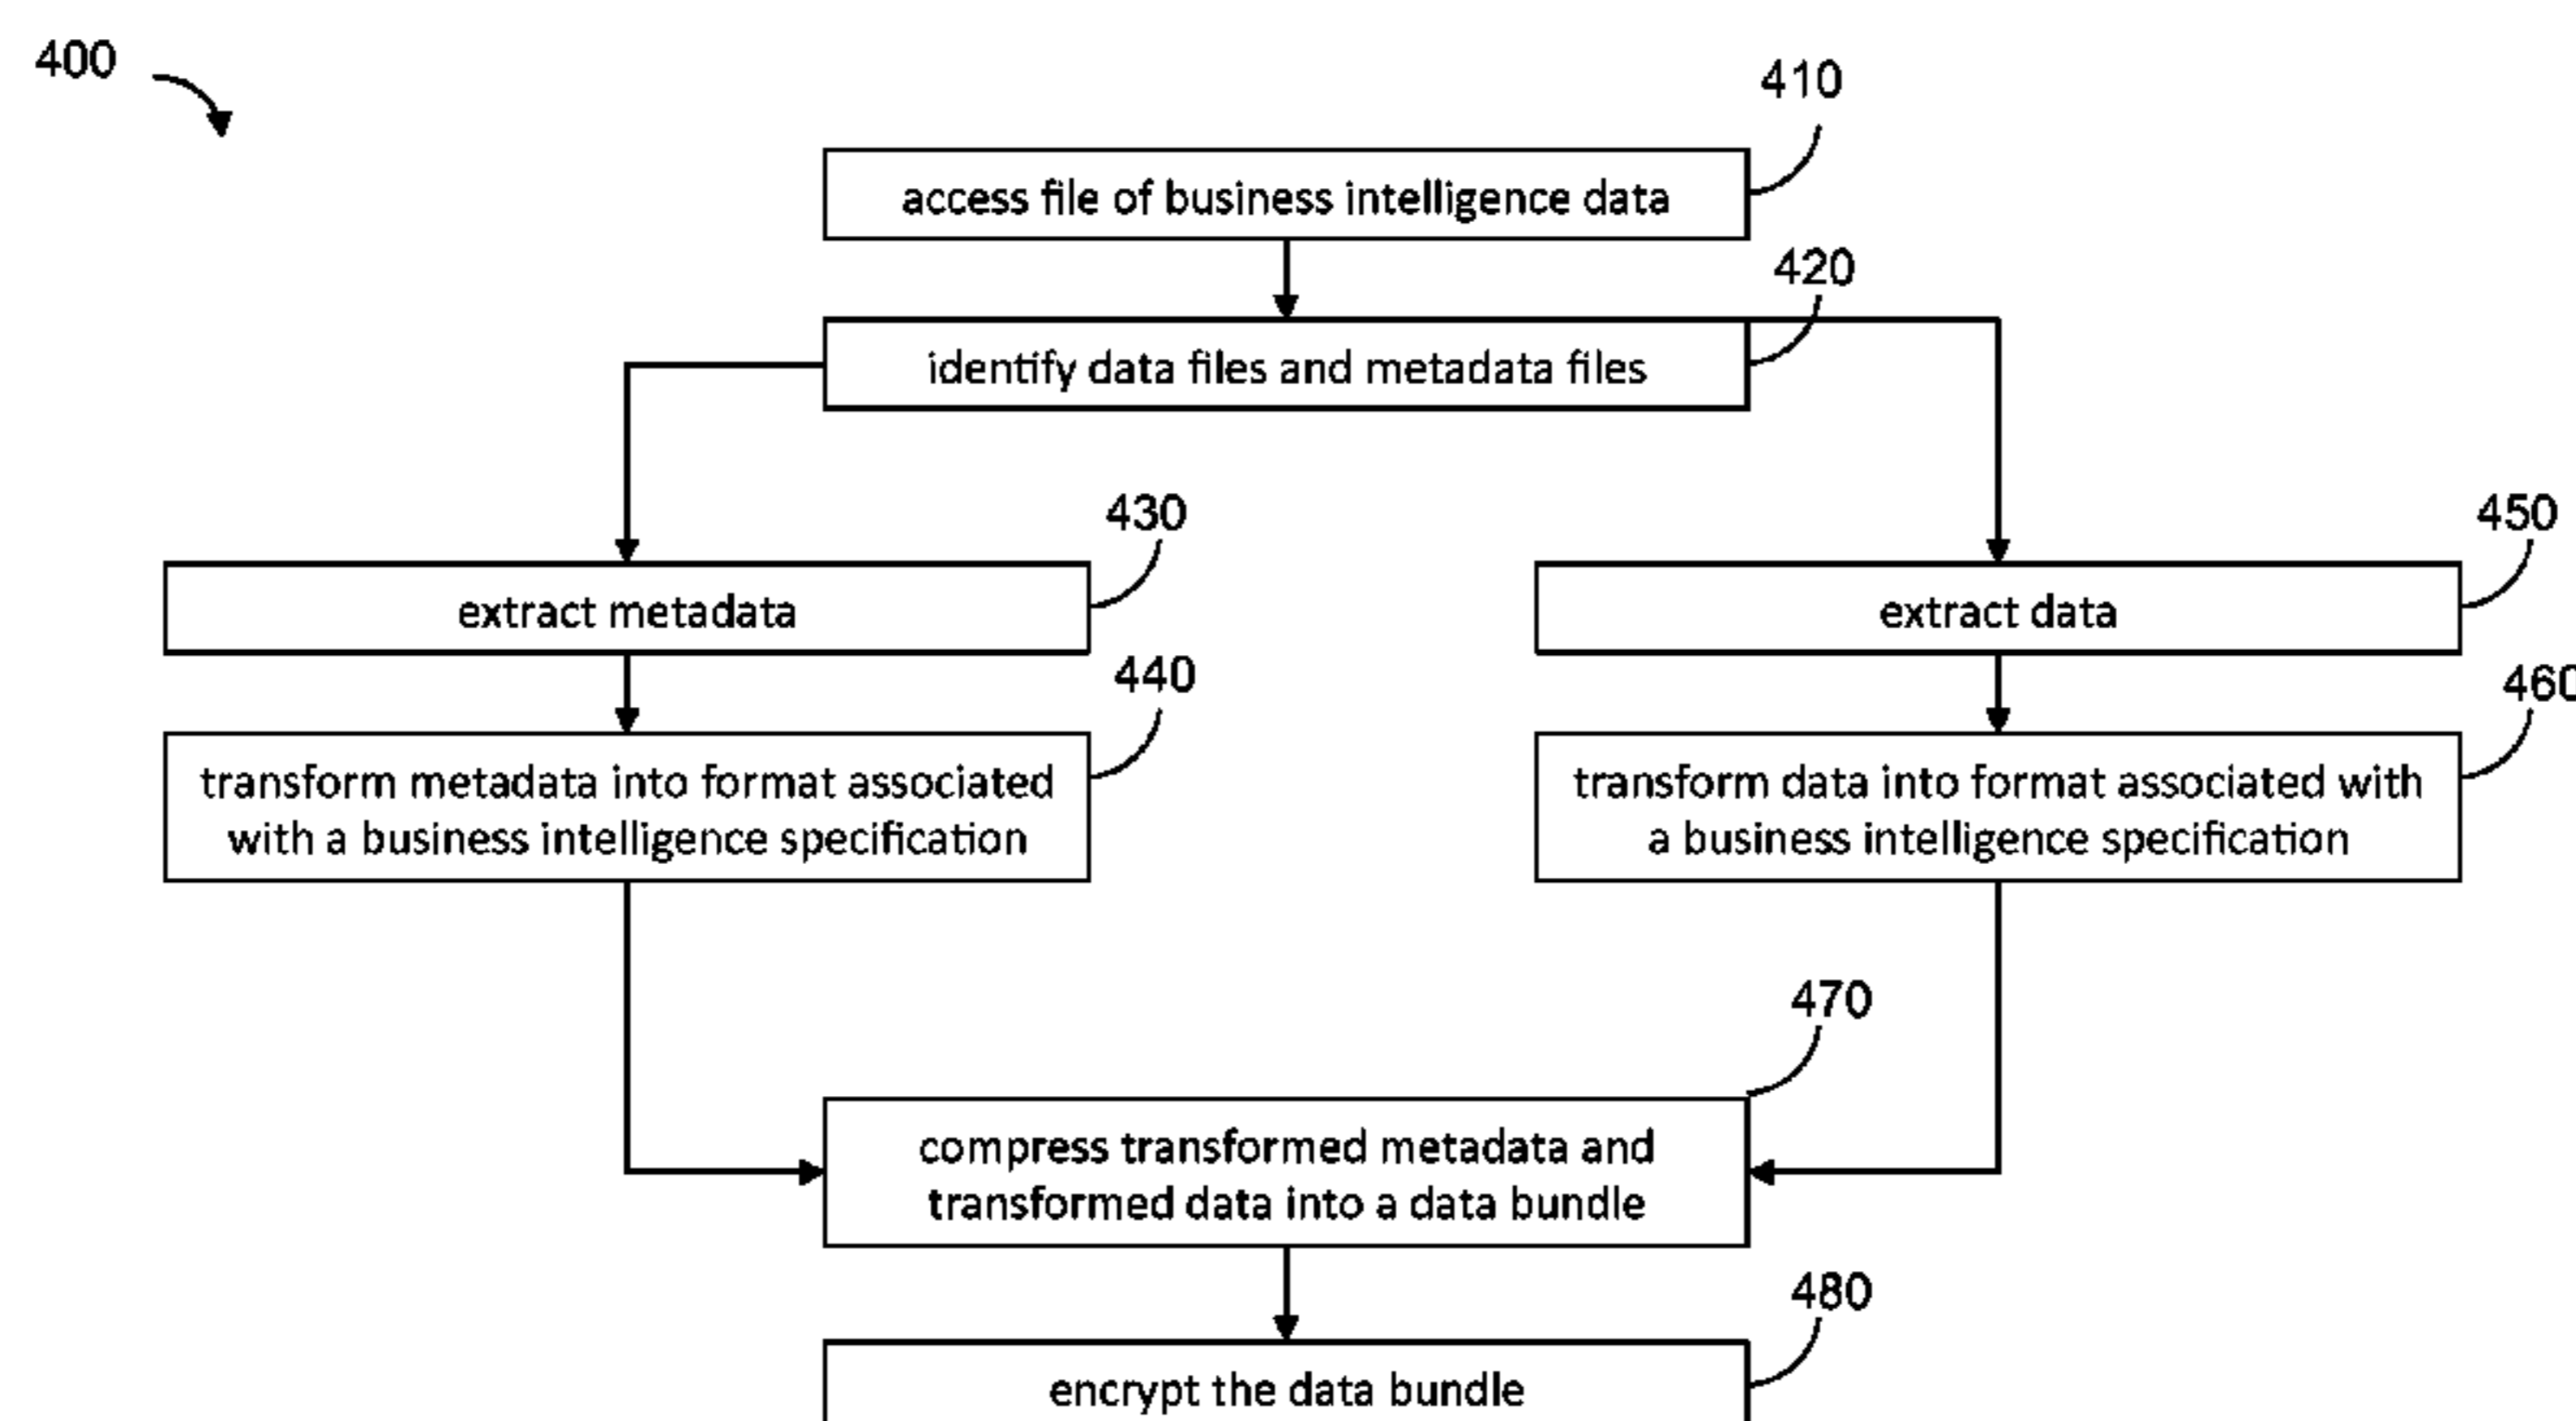 400
410
access file of business intelligence data
420
identify data files and metadata files
430
extract metadata
450
extract data
440
transform metadata into format associated
with a business intelligence specification
460
transform data into format associated with
a business intelligence specification
470
compress transformed metadata and
transformed data into a data bundle
480
encrypt the data bundle